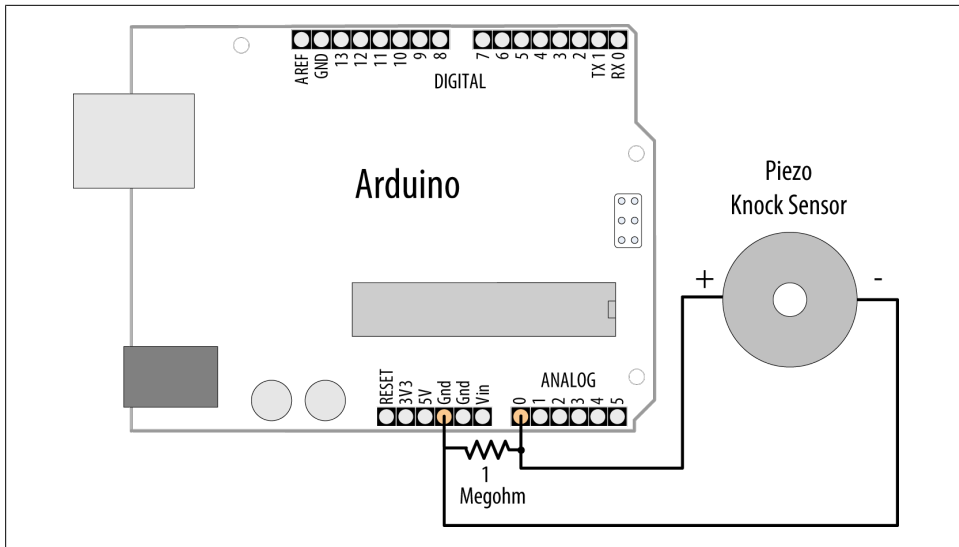 AREF
GND
13
12
11
10
9
8
7
6
5
4
3
2
TX 1
RX 0
DIGITAL
Arduino
Piezo
Knock Sensor
+
-
RESET
3V3
5V
Gnd
Gnd
Vin
ANALOG
0
1
2
3
4
5
1
Megohm